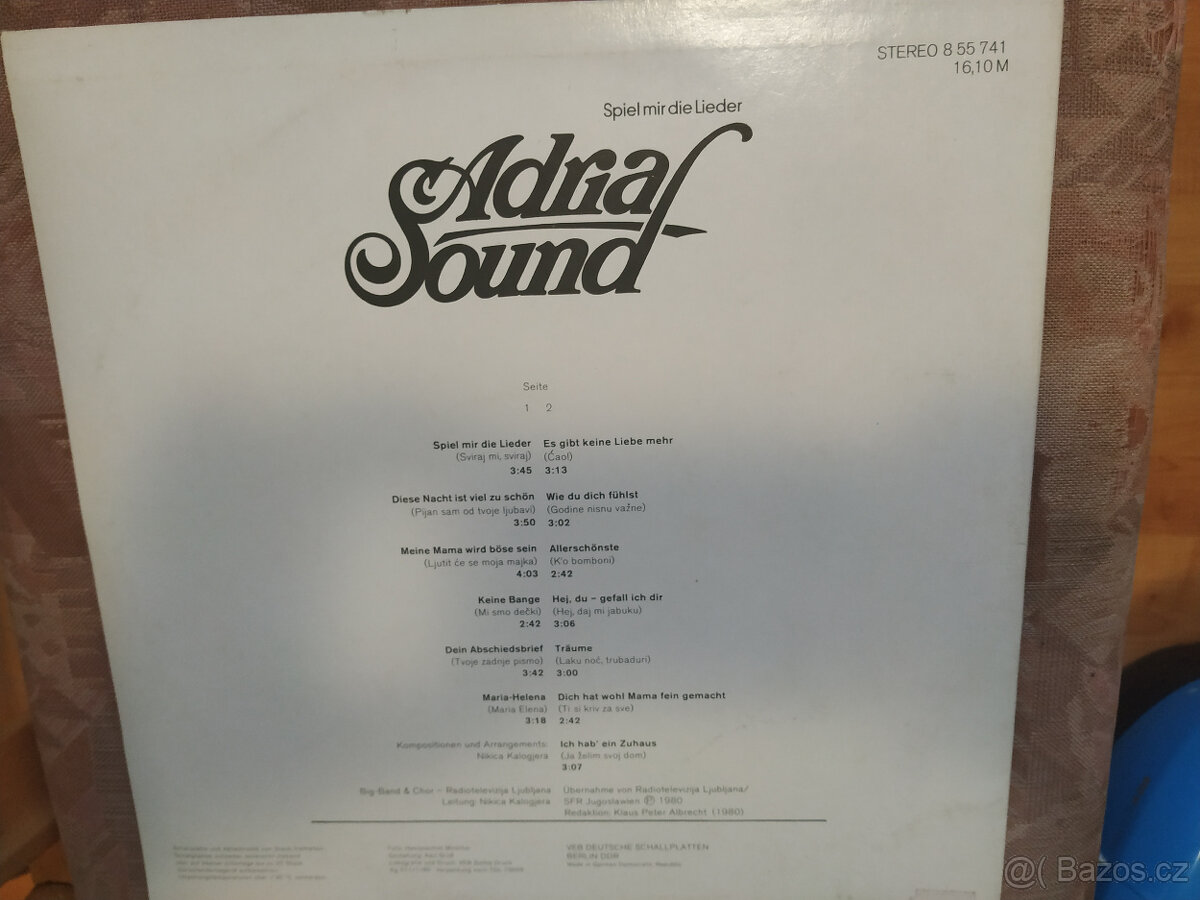 STEREO 8 55 741
16,10 M
Spiel mir die Lieder
Adria
Sound
Seite
1 2
Spiel mir die Lieder
(Sviraj mi, sviraj)
3:45
Diese Nacht ist viel zu schön
(Pijan sam od tvoje ljubavi)
3:50
Meine Mama wird böse sein
(Ljutit će se moja majka)
4:03
Keine Bange
(Mi smo dečki)
2:42
Dein Abschiedsbrief
(Tvoje zadnje pismo)
3:42
Maria-Helena
(Maria Elena)
3:18
Kompositionen und Arrangements:
Nikica Kalogjera
Big-Band & Chor – Radiotelevizija Ljubljana
Leitung: Nikica Kalogjera
Es gibt keine Liebe mehr
(Ćao!)
3:13
Wie du dich fühlst
(Godine nisnu važne)
3:02
Allerschönste
(K'o bomboni)
2:42
Hej, du – gefall ich dir
(Hej, daj mi jabuku)
3:06
Träume
(Laku noć, trubaduri)
3:00
Dich hat wohl Mama fein gemacht
(Ti si kriv za sve)
2:42
Ich hab' ein Zuhaus
(Ja želim svoj dom)
3:07
Übernahme von Radiotelevizija Ljubljana/
SFR Jugoslawien Ⓟ 1980
Redaktion: Klaus Peter Albrecht (1980)
VEB DEUTSCHE SCHALLPLATTEN
BERLIN DDR
Made in German Democratic Republic
@( Bazos.cz